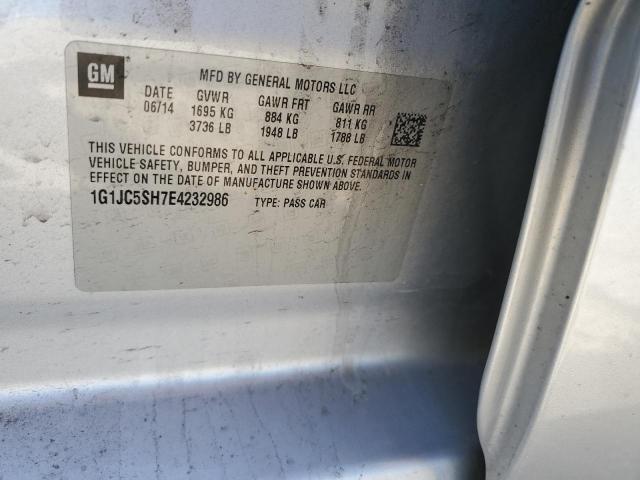 GM
MFD BY GENERAL MOTORS LLC
DATE GVWR GAWR FRT GAWR RR
06/14 1695 KG 884 KG 811 KG
3736 LB 1948 LB 1788 LB
THIS VEHICLE CONFORMS TO ALL APPLICABLE U.S. FEDERAL MOTOR
VEHICLE SAFETY, BUMPER, AND THEFT PREVENTION STANDARDS
IN EFFECT ON THE DATE OF MANUFACTURE SHOWN ABOVE.
1G1JC5SH7E4232986 TYPE: PASS CAR